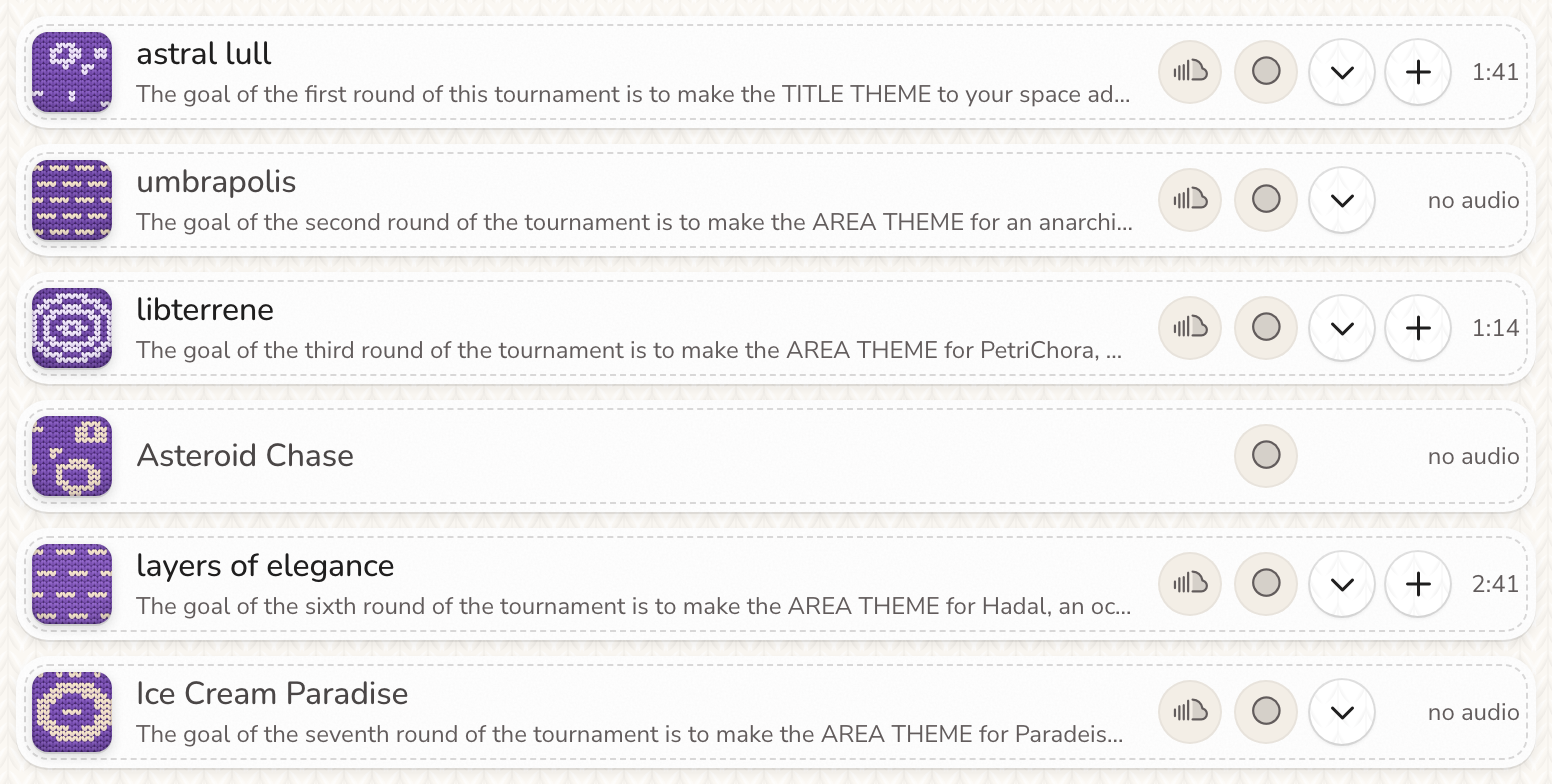 astral lull
The goal of the first round of this tournament is to make the TITLE THEME to your space ad...
1:41
umbrapolis
The goal of the second round of the tournament is to make the AREA THEME for an anarchi...
no audio
libterrene
The goal of the third round of the tournament is to make the AREA THEME for PetriChora, ...
1:14
Asteroid Chase
no audio
layers of elegance
The goal of the sixth round of the tournament is to make the AREA THEME for Hadal, an oc...
2:41
Ice Cream Paradise
The goal of the seventh round of the tournament is to make the AREA THEME for Paradeis...
no audio